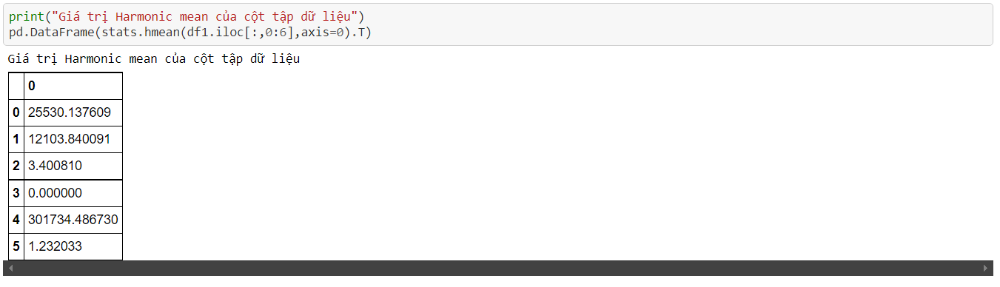 print("Giá trị Harmonic mean của cột tập dữ liệu")
pd.DataFrame(stats.hmean(df1.iloc[:,0:6],axis=0).T)
Giá trị Harmonic mean của cột tập dữ liệu
0
0 25530.137609
1 12103.840091
2 3.400810
3 0.000000
4 301734.486730
5 1.232033